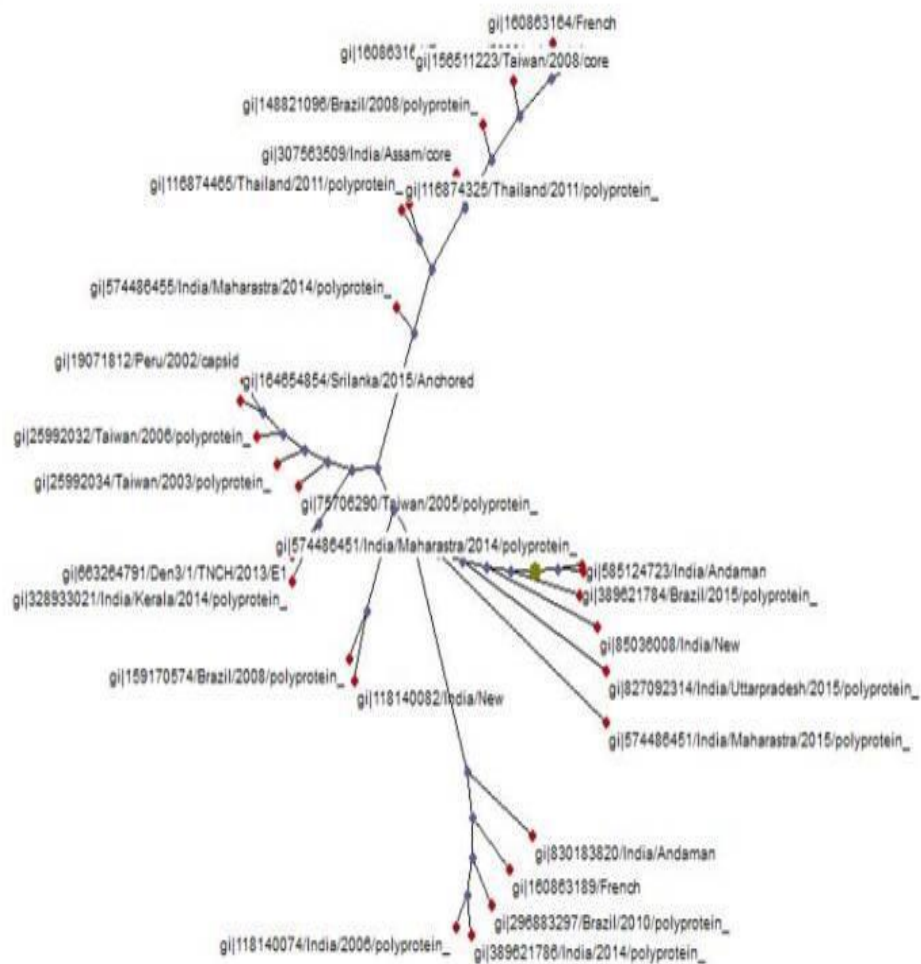 gi|160863164/French
gi|16086316
gi|156511223/Taiwan/2008/core
gi|148821096/Brazil/2008/polyprotein_
gi|307563509/India/Assam/core
gi|116874465/Thailand/2011/polyprotein_
gi|116874325/Thailand/2011/polyprotein_
gi|574486455/India/Maharastra/2014/polyprotein_
gi|19071812/Peru/2002/capsid
gi|164654854/Srilanka/2015/Anchored
gi|25992032/Taiwan/2006/polyprotein_
gi|25992034/Taiwan/2003/polyprotein_
gi|75706290/Taiwan/2005/polyprotein_
gi|574486451/India/Maharastra/2014/polyprotein_
gi|663264791/Den3/1/TNCH/2013/E1
gi|585124723/India/Andaman
gi|328933021/India/Kerala/2014/polyprotein_
gi|389621784/Brazil/2015/polyprotein_
gi|85036008/India/New
gi|159170574/Brazil/2008/polyprotein_
gi|118140082/India/New
gi|827092314/India/Uttarpradesh/2015/polyprotein_
gi|574486451/India/Maharastra/2015/polyprotein_
gi|830183820/India/Andaman
gi|160863189/French
gi|296883297/Brazil/2010/polyprotein_
gi|118140074/India/2006/polyprotein_
gi|389621786/India/2014/polyprotein_